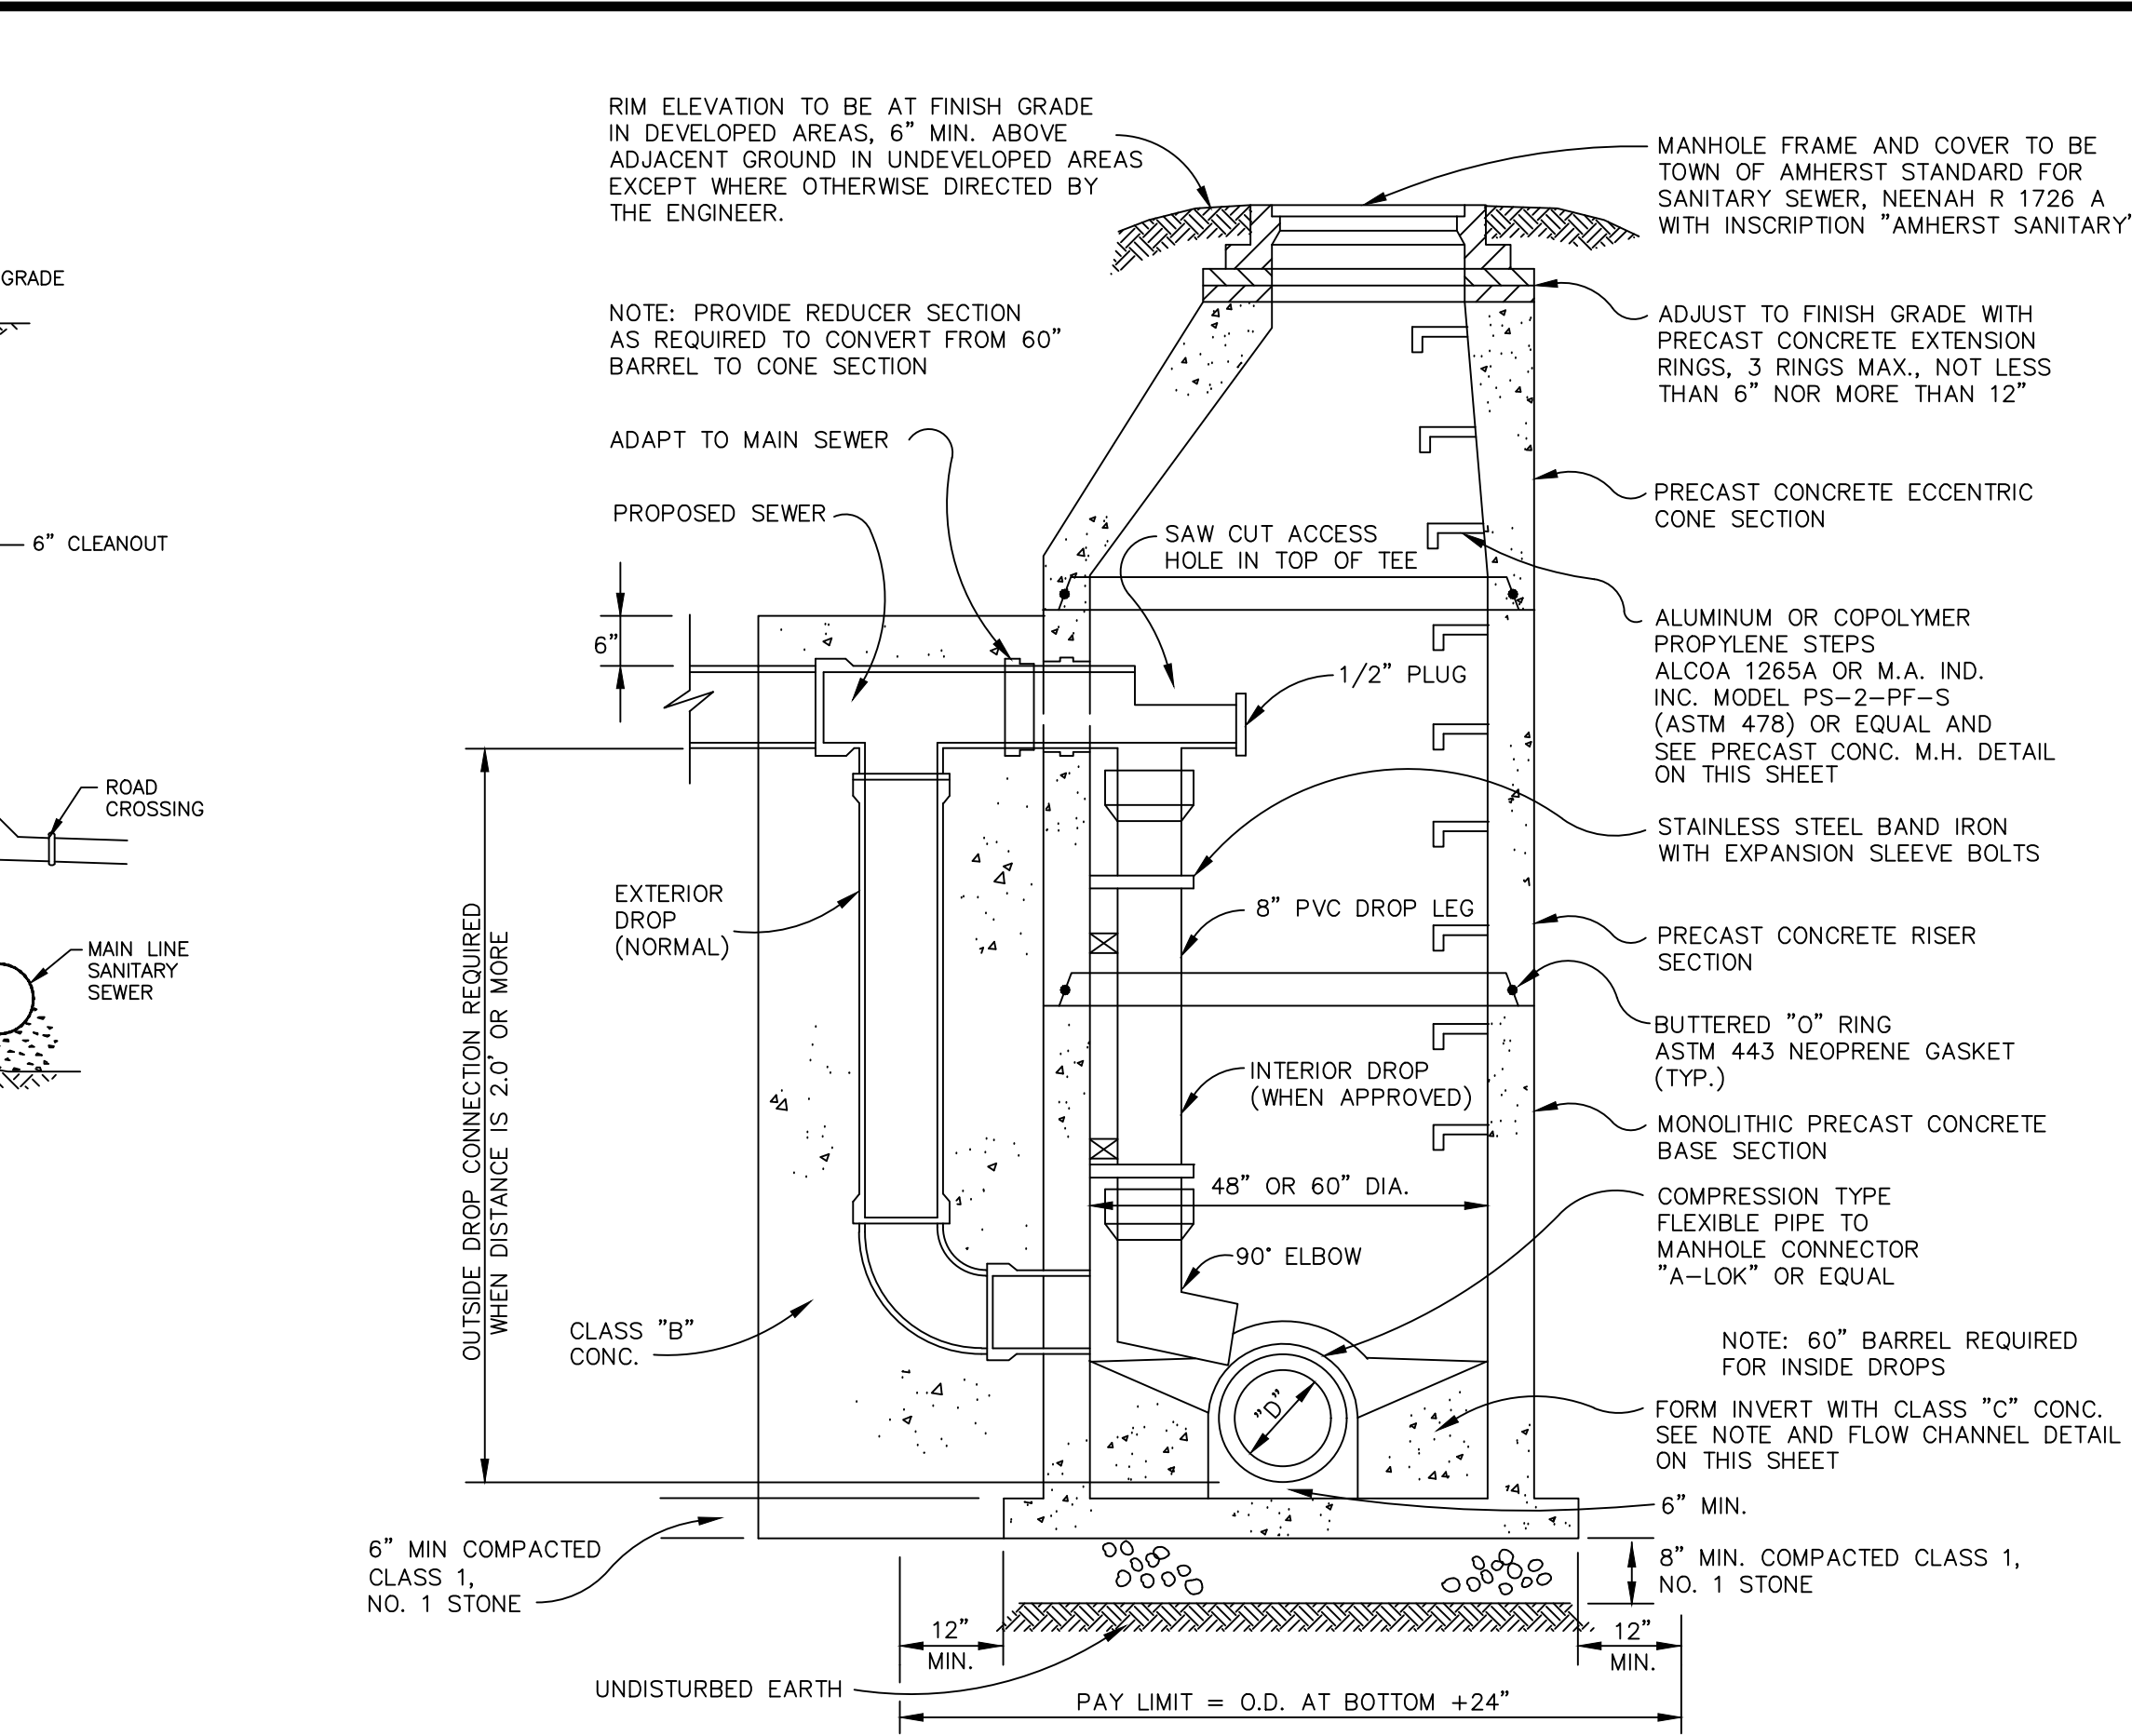 GRADE
6" CLEANOUT
ROAD
CROSSING
MAIN LINE
SANITARY
SEWER
RIM ELEVATION TO BE AT FINISH GRADE
IN DEVELOPED AREAS, 6" MIN. ABOVE
ADJACENT GROUND IN UNDEVELOPED AREAS
EXCEPT WHERE OTHERWISE DIRECTED BY
THE ENGINEER.
NOTE: PROVIDE REDUCER SECTION
AS REQUIRED TO CONVERT FROM 60"
BARREL TO CONE SECTION
ADAPT TO MAIN SEWER
PROPOSED SEWER
SAW CUT ACCESS
HOLE IN TOP OF TEE
6"
1/2" PLUG
EXTERIOR
DROP
(NORMAL)
8" PVC DROP LEG
OUTSIDE DROP CONNECTION REQUIRED
WHEN DISTANCE IS 2.0' OR MORE
INTERIOR DROP
(WHEN APPROVED)
48" OR 60" DIA.
90° ELBOW
CLASS "B"
CONC.
"D"
6" MIN COMPACTED
CLASS 1,
NO. 1 STONE
12"
MIN.
UNDISTURBED EARTH
PAY LIMIT = O.D. AT BOTTOM +24"
12"
MIN.
MANHOLE FRAME AND COVER TO BE
TOWN OF AMHERST STANDARD FOR
SANITARY SEWER, NEENAH R 1726 A
WITH INSCRIPTION "AMHERST SANITARY"
ADJUST TO FINISH GRADE WITH
PRECAST CONCRETE EXTENSION
RINGS, 3 RINGS MAX., NOT LESS
THAN 6" NOR MORE THAN 12"
PRECAST CONCRETE ECCENTRIC
CONE SECTION
ALUMINUM OR COPOLYMER
PROPYLENE STEPS
ALCOA 1265A OR M.A. IND.
INC. MODEL PS-2-PF-S
(ASTM 478) OR EQUAL AND
SEE PRECAST CONC. M.H. DETAIL
ON THIS SHEET
STAINLESS STEEL BAND IRON
WITH EXPANSION SLEEVE BOLTS
PRECAST CONCRETE RISER
SECTION
BUTTERED "O" RING
ASTM 443 NEOPRENE GASKET
(TYP.)
MONOLITHIC PRECAST CONCRETE
BASE SECTION
COMPRESSION TYPE
FLEXIBLE PIPE TO
MANHOLE CONNECTOR
"A-LOK" OR EQUAL
NOTE: 60" BARREL REQUIRED
FOR INSIDE DROPS
FORM INVERT WITH CLASS "C" CONC.
SEE NOTE AND FLOW CHANNEL DETAIL
ON THIS SHEET
6" MIN.
8" MIN. COMPACTED CLASS 1,
NO. 1 STONE